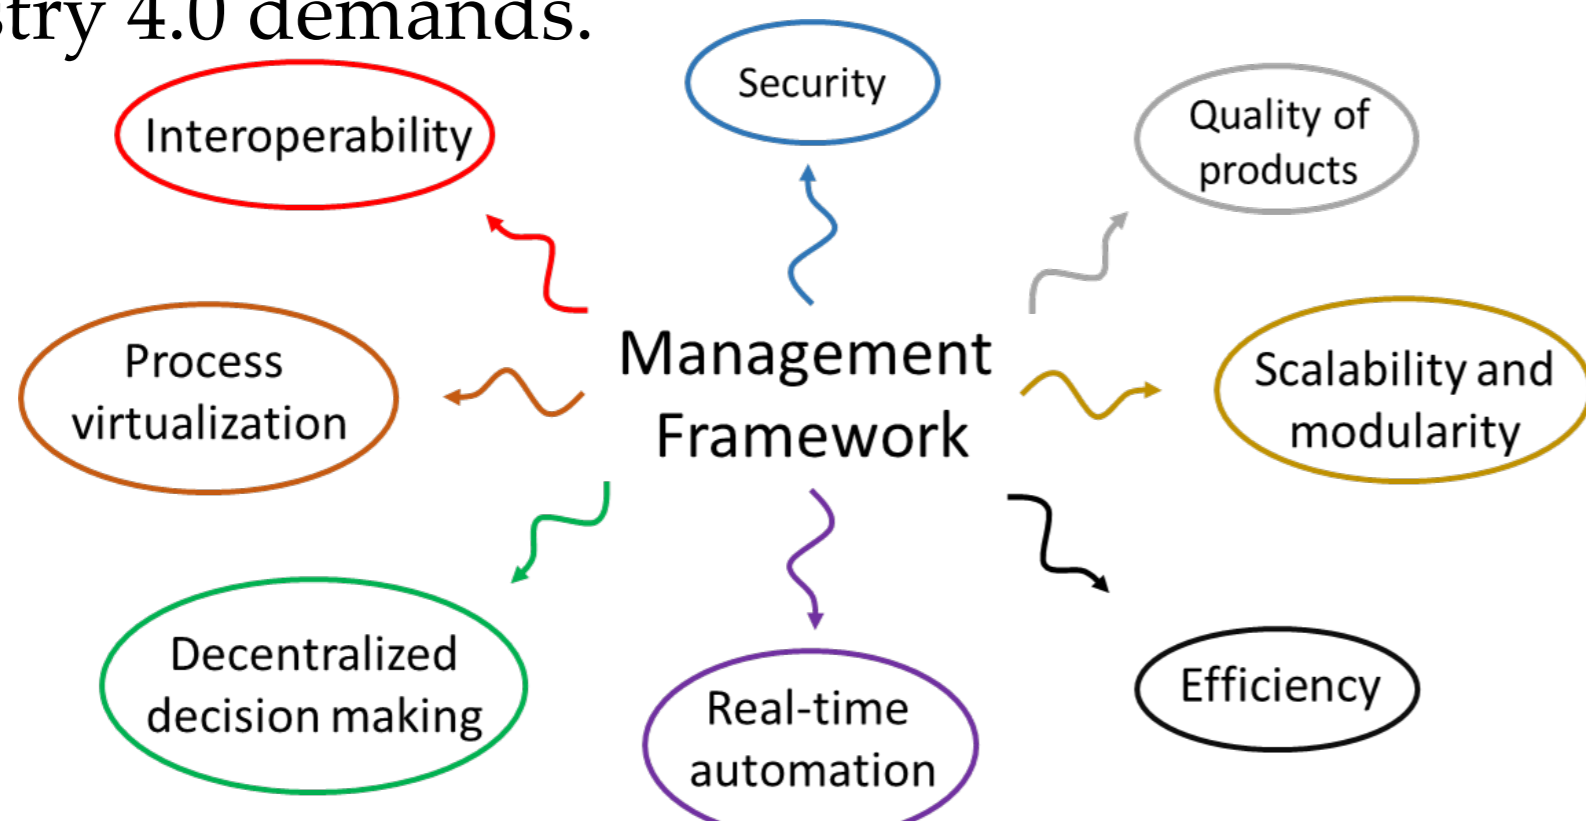 4.0 demands.
Security
Quality of
products
Interoperability
Process
virtualization
Management
Framework
Scalability and
modularity
Decentralized
decision making
Real-time
automation
Efficiency